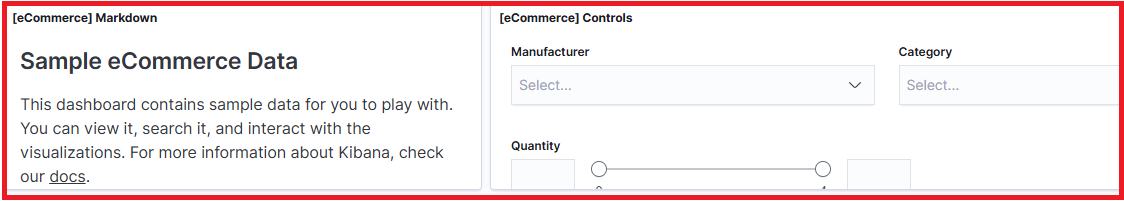 [eCommerce] Markdown
Sample eCommerce Data
This dashboard contains sample data for you to play with.
You can view it, search it, and interact with the
visualizations. For more information about Kibana, check
our docs.
[eCommerce] Controls
Manufacturer
Select...
Category
Select...
Quantity